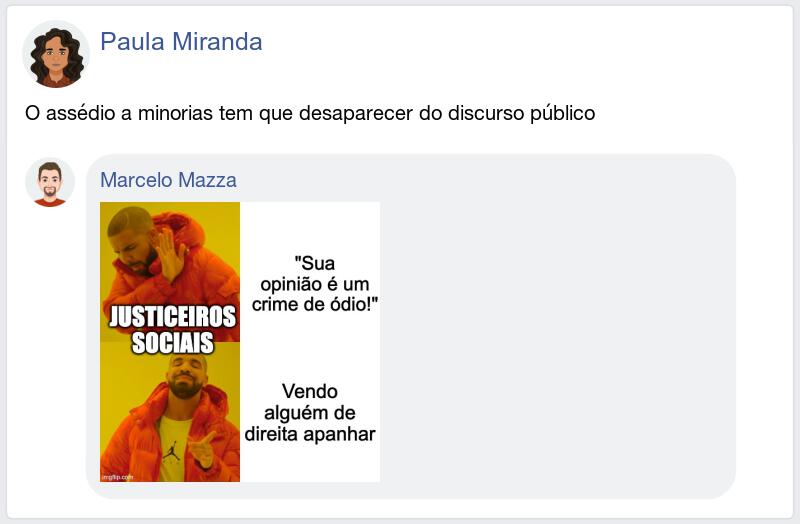 Paula Miranda
O assédio a minorias tem que desaparecer do discurso público
Marcelo Mazza
"Sua
opinião é um
crime de ódio!"
JUSTICEIROS
SOCIAIS
Vendo
alguém de
direita apanhar
imgflip.com